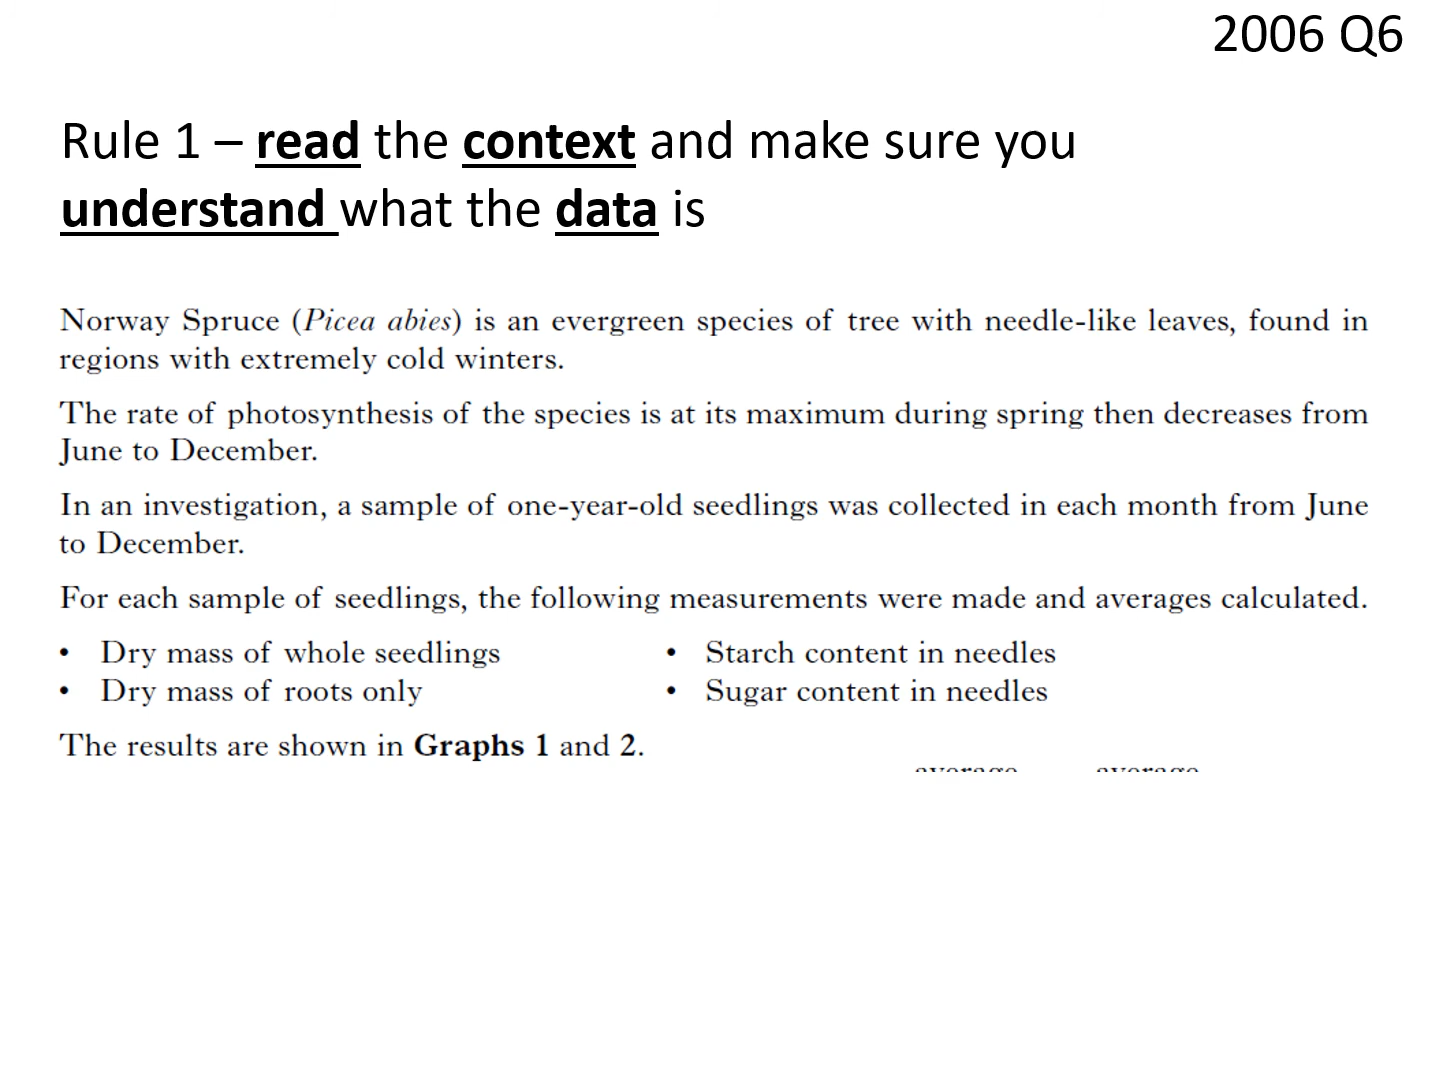 2006 Q6
Rule 1 – read the context and make sure you
understand what the data is
Norway Spruce (Picea abies) is an evergreen species of tree with needle-like leaves, found in
regions with extremely cold winters.
The rate of photosynthesis of the species is at its maximum during spring then decreases from
June to December.
In an investigation, a sample of one-year-old seedlings was collected in each month from June
to December.
For each sample of seedlings, the following measurements were made and averages calculated.
• Dry mass of whole seedlings
• Dry mass of roots only
• Starch content in needles
• Sugar content in needles
The results are shown in Graphs 1 and 2.
average average